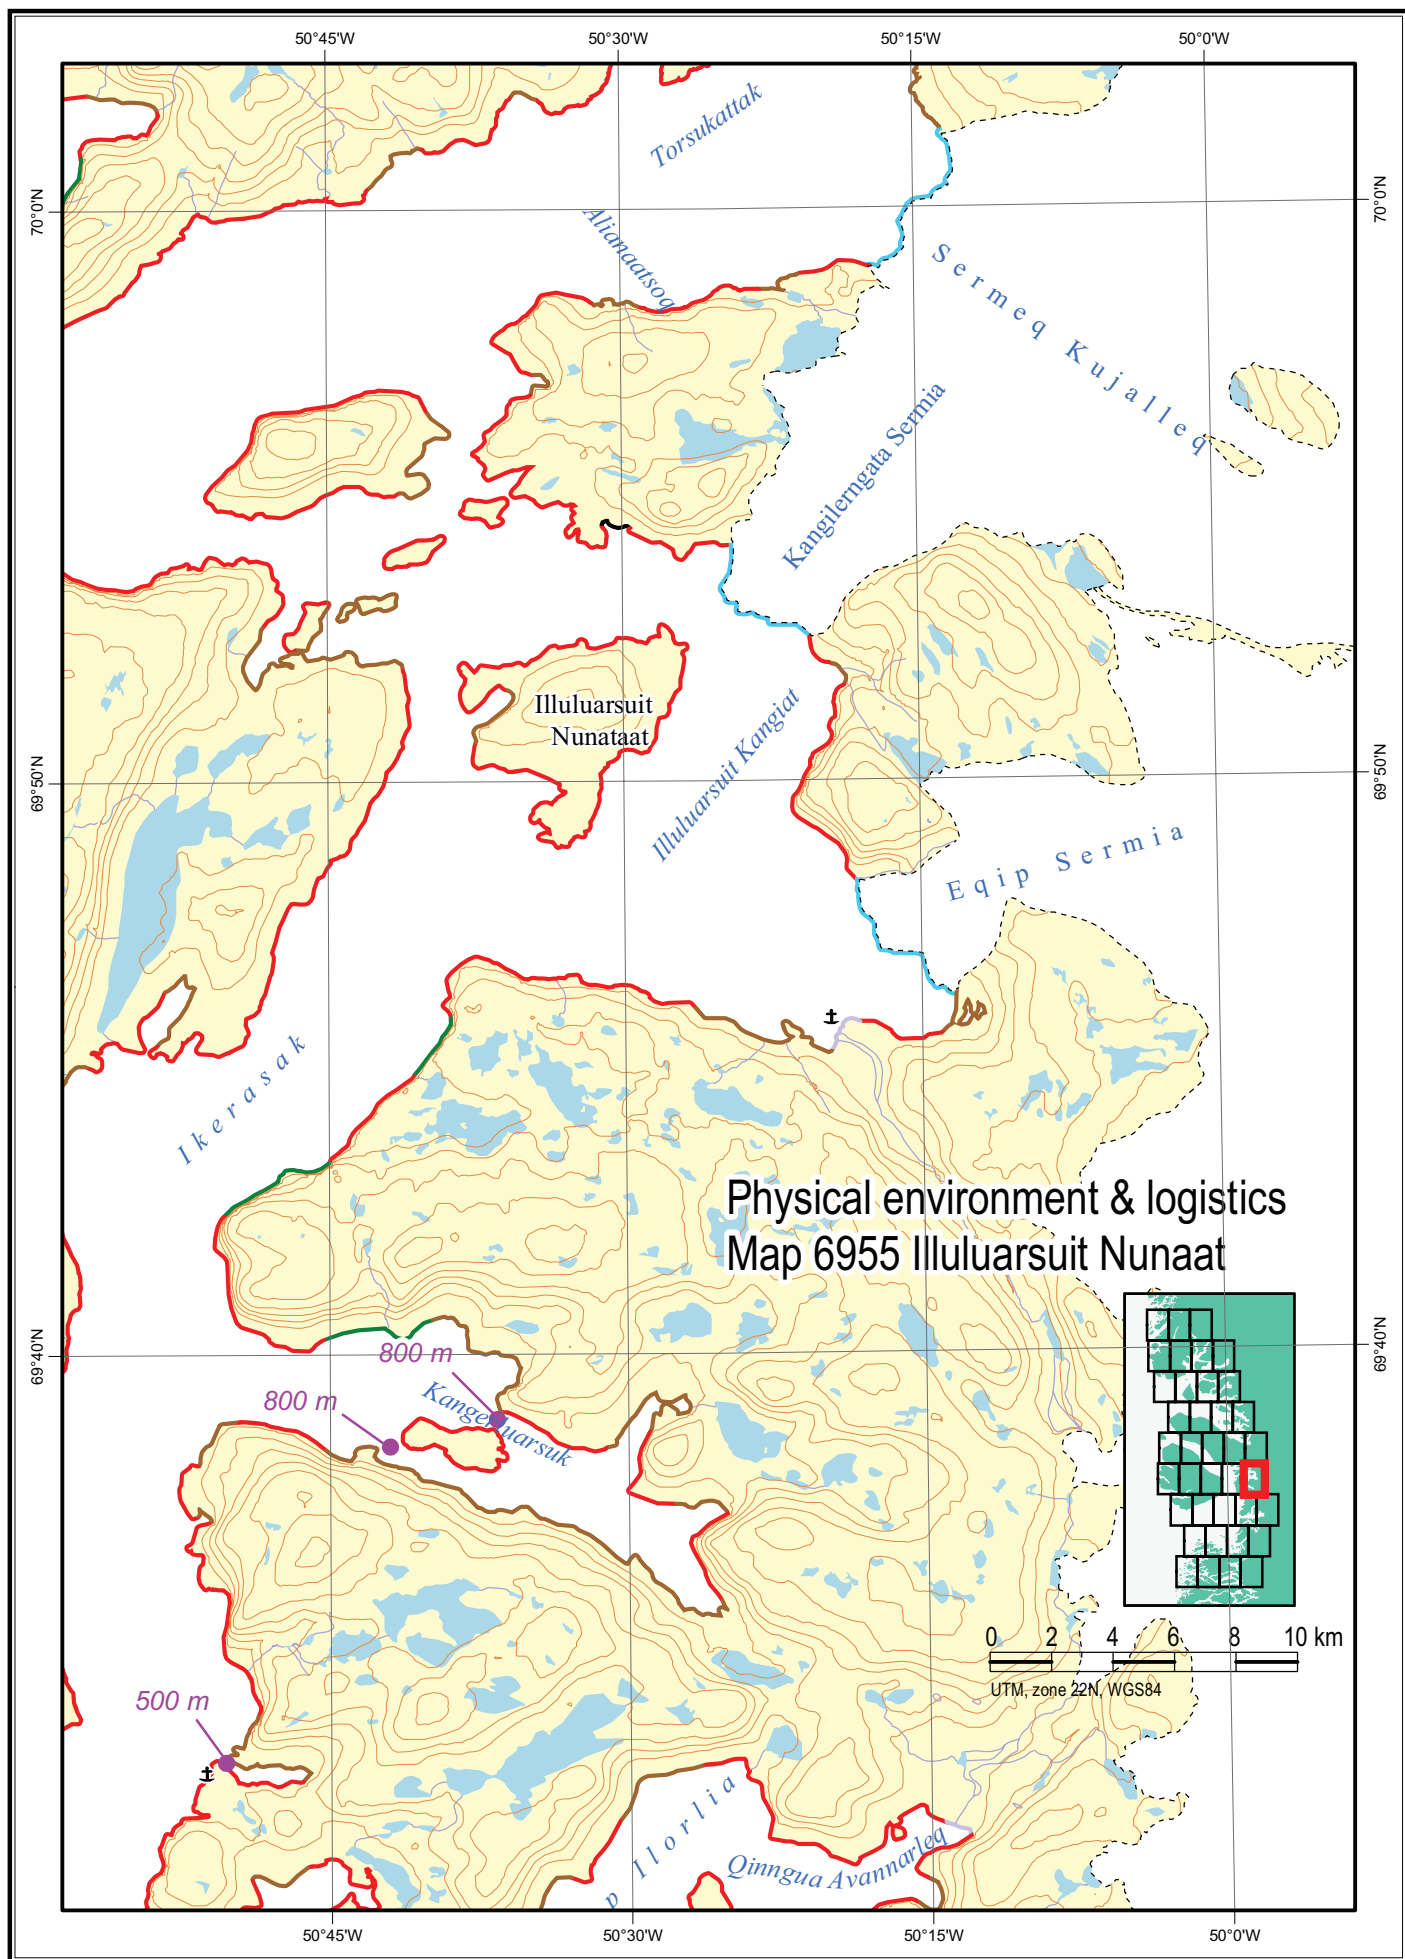 50°45'W
50°30'W
50°15'W
50°0'W
Torsukattak
70°0'N
70°0'N
Alianaatsoq
Sermeq Kujalleq
Kangilerngata Sermia
Illuluarsuit
Nunataat
Illuluarsuit Kangiat
69°50'N
69°50'N
Eqip Sermia
Ikerasak
Physical environment & logistics
Map 6955 Illuluarsuit Nunaat
69°40'N
69°40'N
800 m
800 m
Kangerluarsuk
0 2 4 6 8 10 km
UTM, zone 22N, WGS84
500 m
p Ilorlia
Qinngua Avannarleq
50°45'W
50°30'W
50°15'W
50°0'W